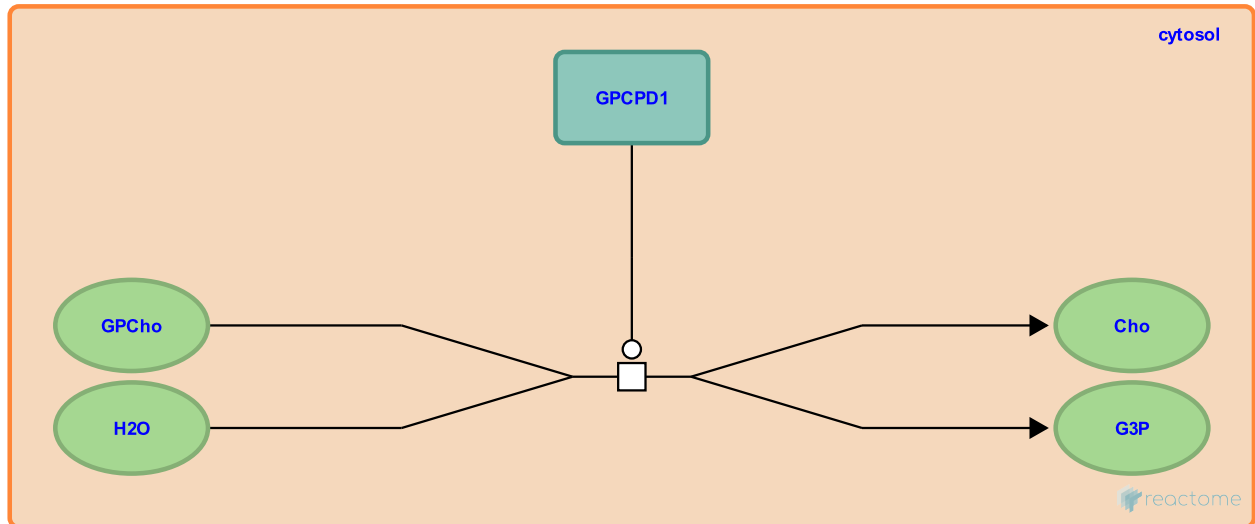 cytosol
GPCPD1
GPCho
Cho
H2O
G3P
reactome